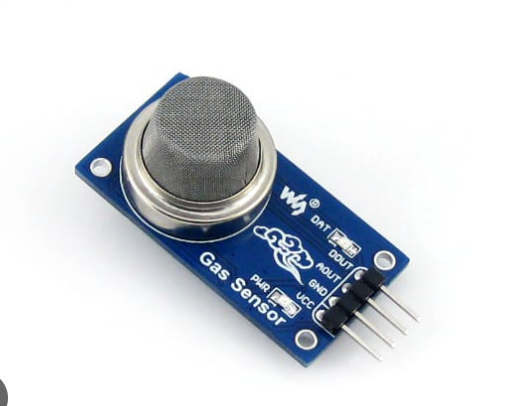 DAT
DOUT
AOUT
GND
VCC
PWR
Gas Sensor